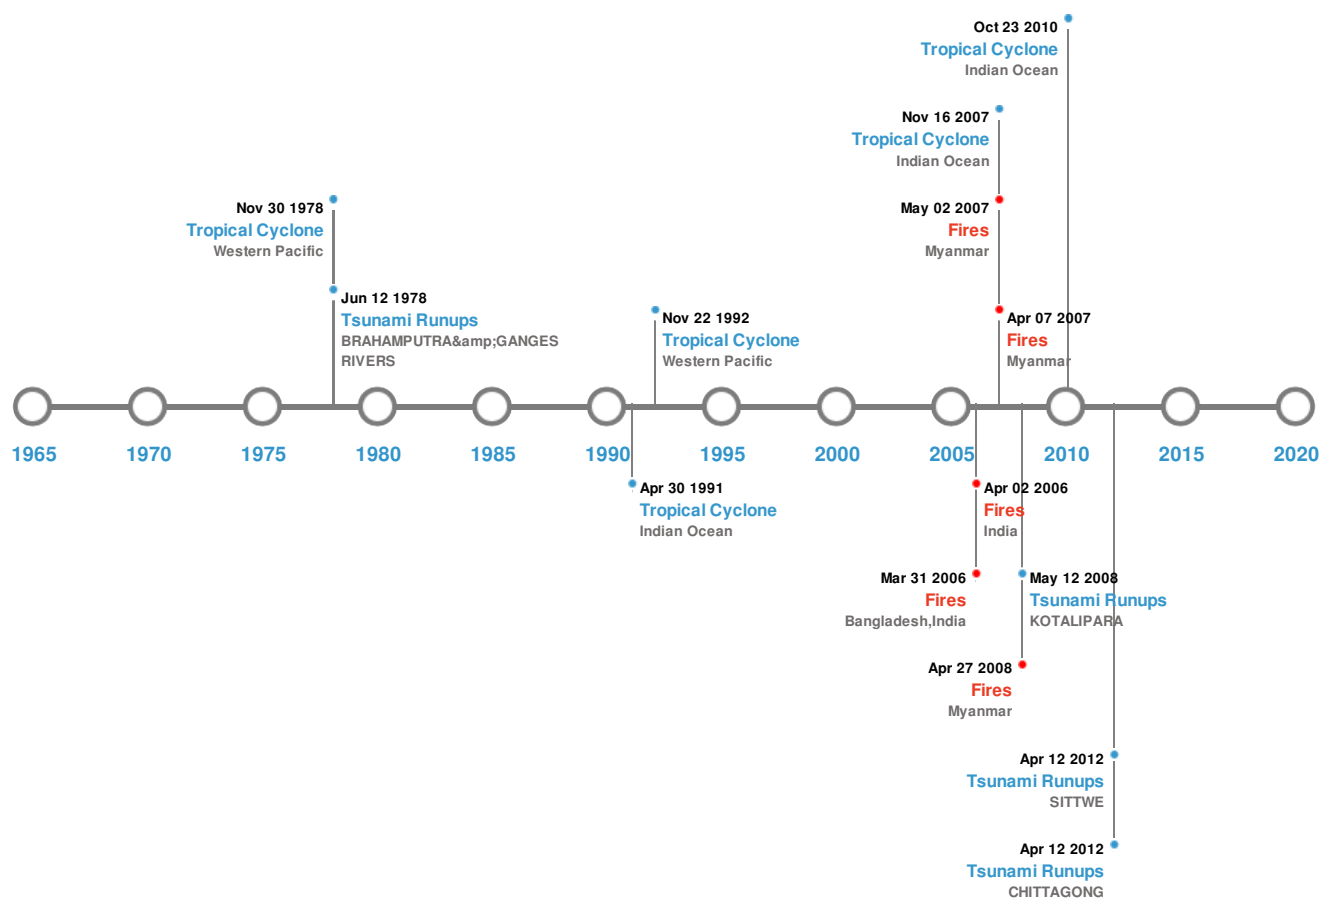 Oct 23 2010
Tropical Cyclone
Indian Ocean
Nov 16 2007
Tropical Cyclone
Indian Ocean
Nov 30 1978
Tropical Cyclone
Western Pacific
May 02 2007
Fires
Myanmar
Jun 12 1978
Tsunami Runups
BRAHAMPUTRA&amp;GANGES
RIVERS
Nov 22 1992
Tropical Cyclone
Western Pacific
Apr 07 2007
Fires
Myanmar
1965 1970 1975 1980 1985 1990 1995 2000 2005 2010 2015 2020
Apr 30 1991
Tropical Cyclone
Indian Ocean
Apr 02 2006
Fires
India
Mar 31 2006
Fires
Bangladesh,India
May 12 2008
Tsunami Runups
KOTALIPARA
Apr 27 2008
Fires
Myanmar
Apr 12 2012
Tsunami Runups
SITTWE
Apr 12 2012
Tsunami Runups
CHITTAGONG